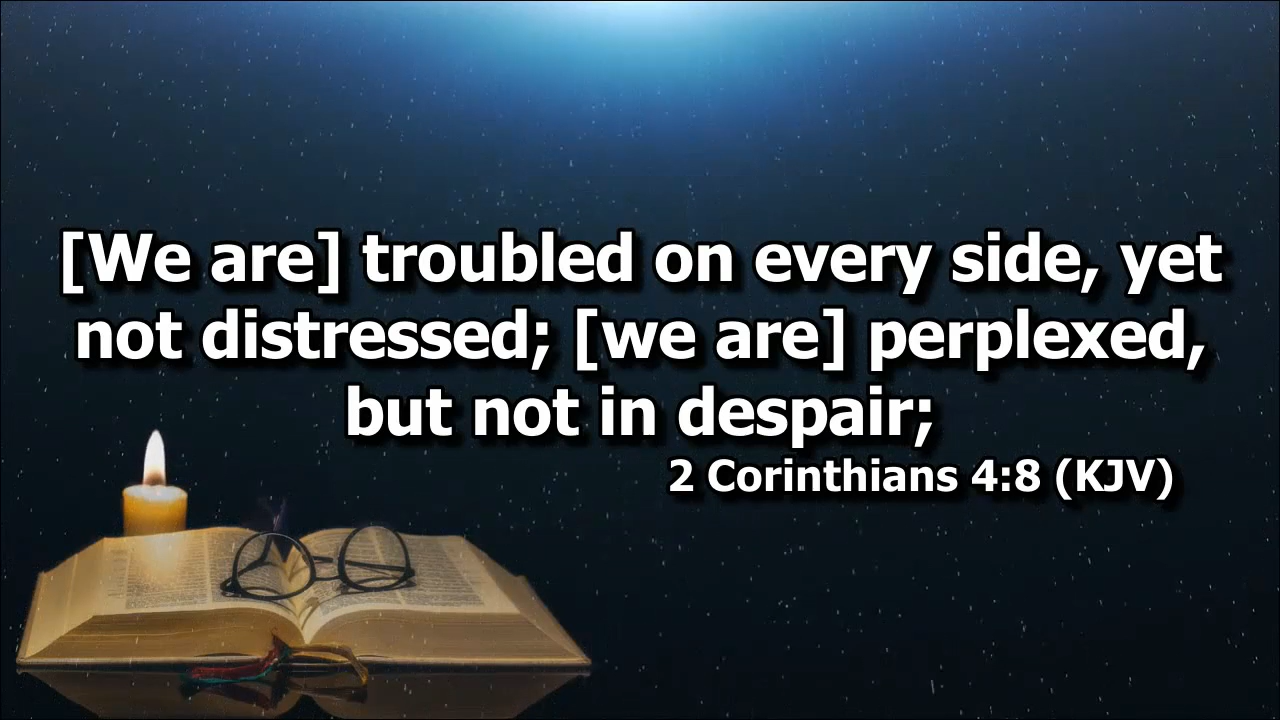 [We are] troubled on every side, yet
not distressed; [we are] perplexed,
but not in despair;
2 Corinthians 4:8 (KJV)